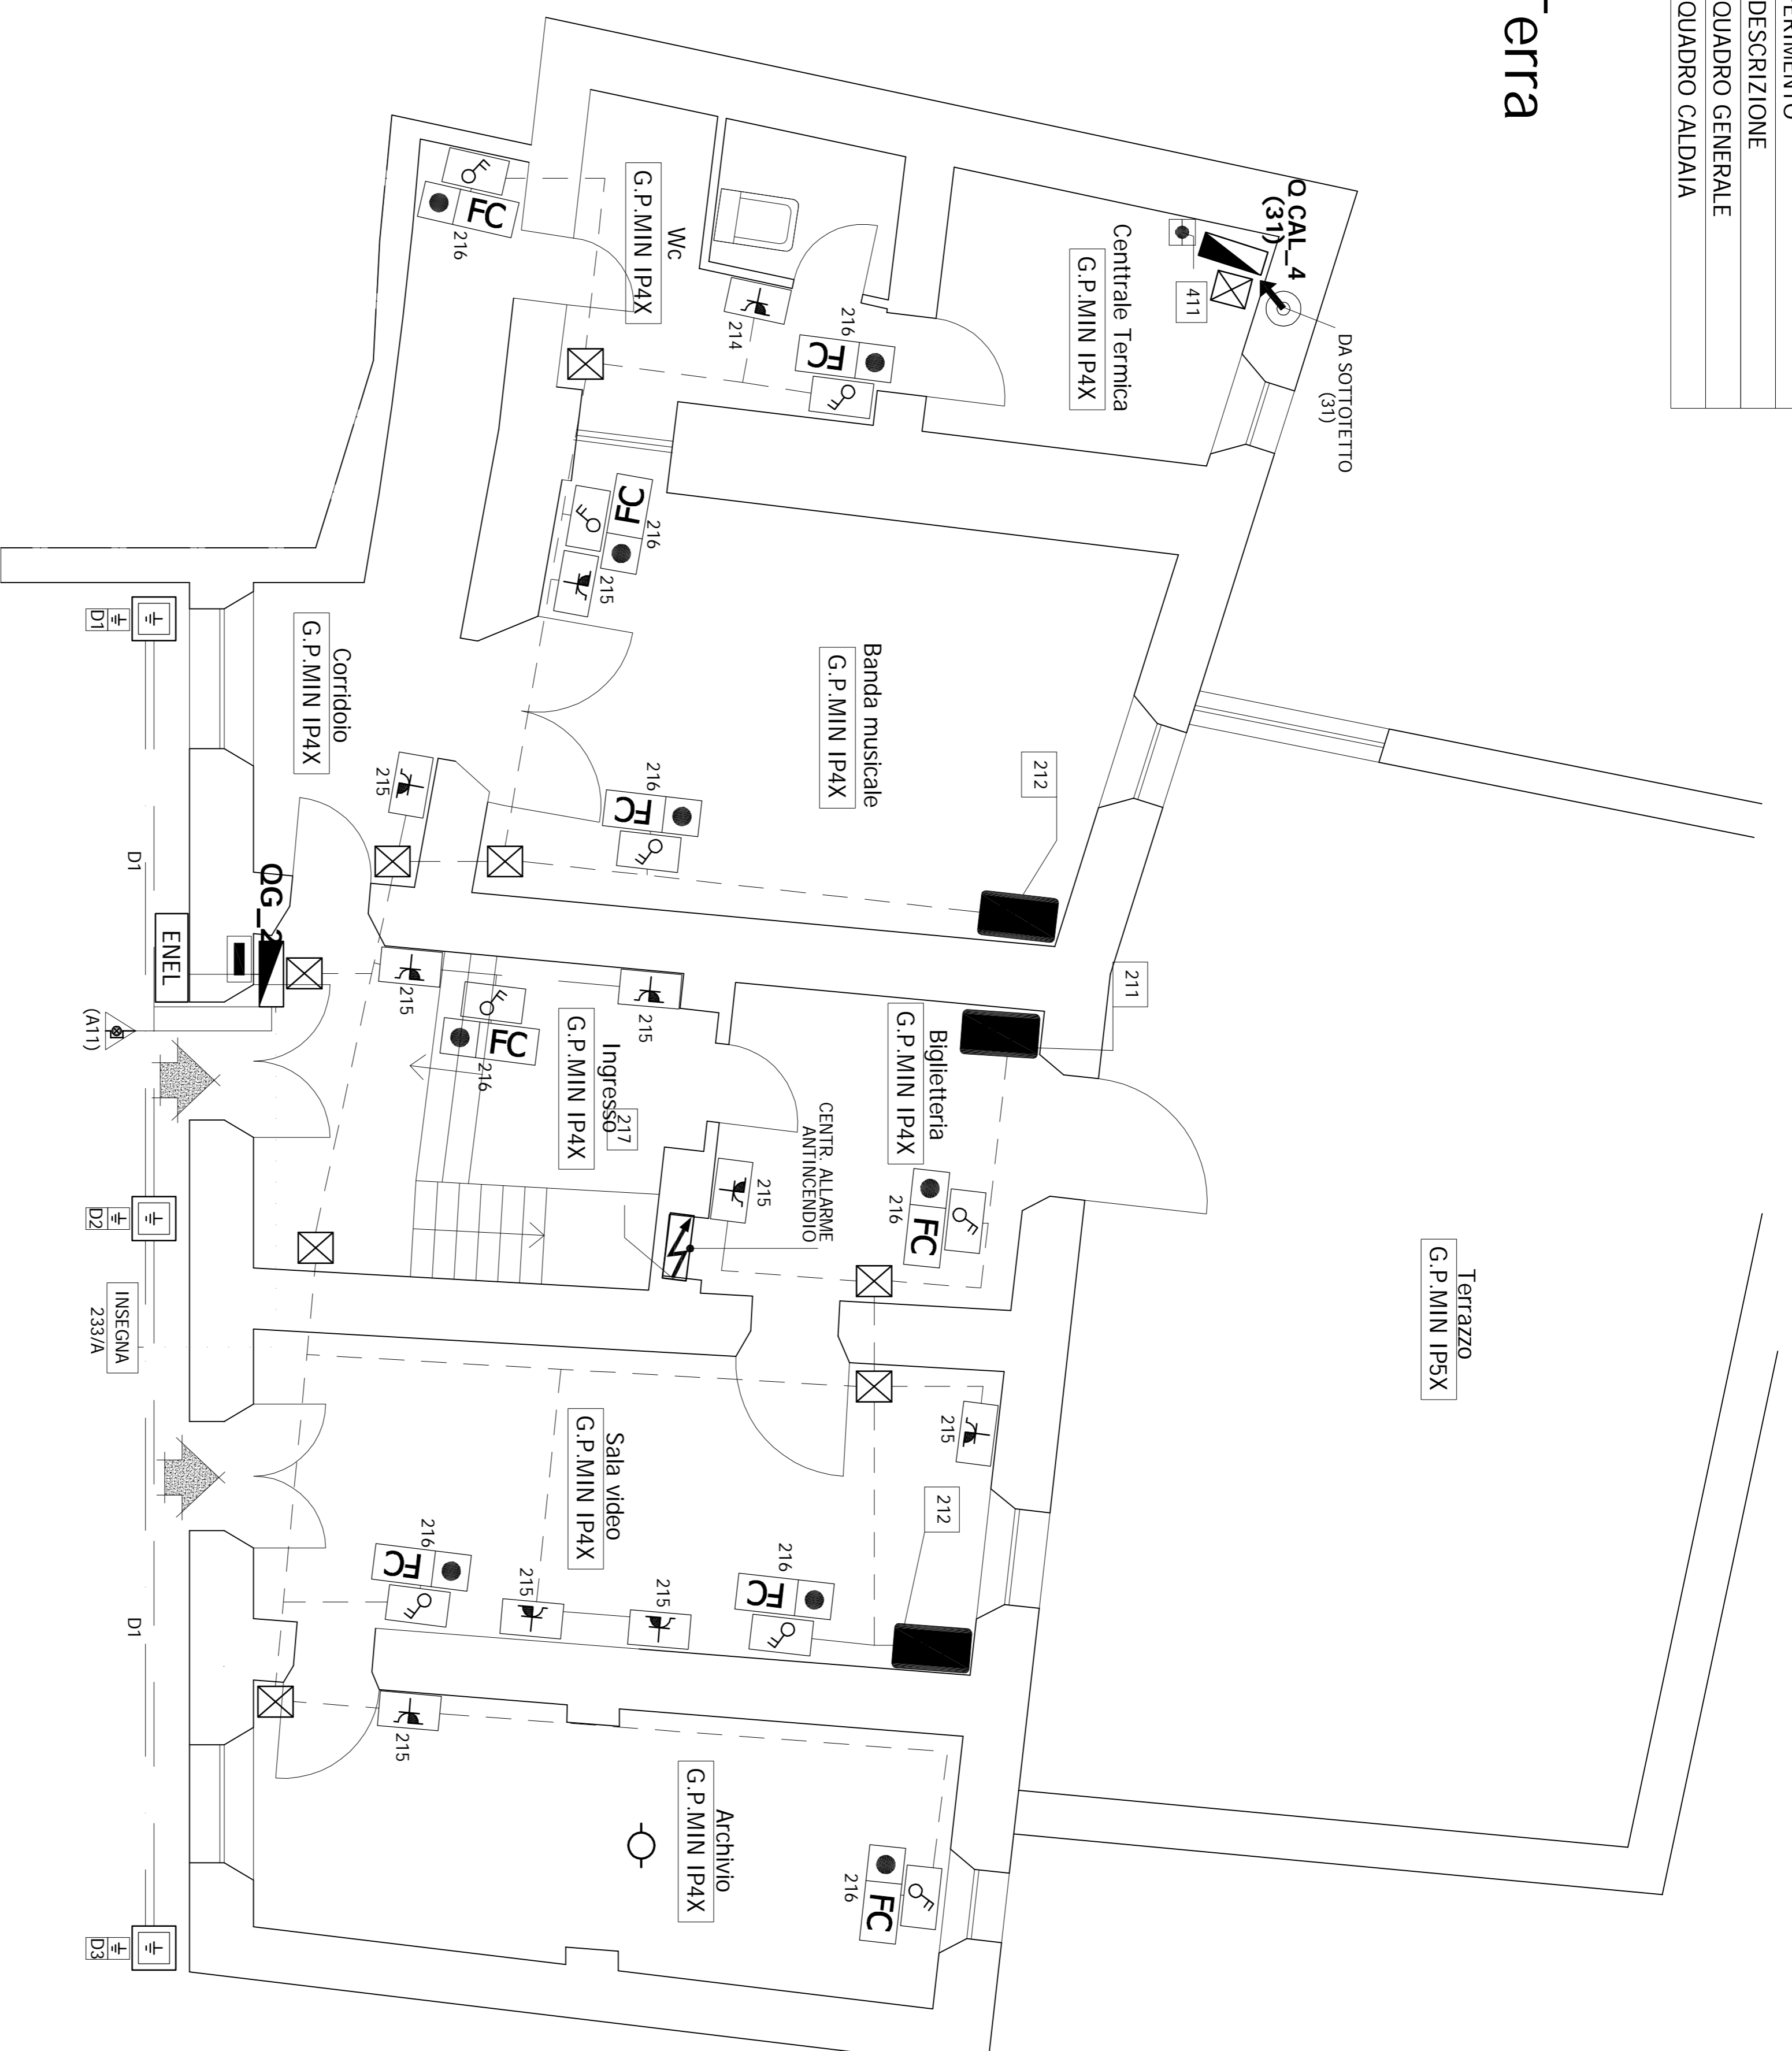 ERIMENTO
DESCRIZIONE
QUADRO GENERALE
QUADRO CALDAIA
Terra
Terrazzo
G.P.MIN IP5X
DA SOTTOTETTO
(31)
Q CAL_4
(31)
411
Centtrale Termica
G.P.MIN IP4X
211
212
Biglietteria
G.P.MIN IP4X
212
215
216
FC
Banda musicale
G.P.MIN IP4X
216
FC
216
FC
CENTR. ALLARME
ANTINCENDIO
215
216
FC
Archivio
G.P.MIN IP4X
214
Wc
G.P.MIN IP4X
216
FC
215
216
FC
215
215
Ingresso
217
G.P.MIN IP4X
Sala video
G.P.MIN IP4X
215
FC
216
216
FC
215
FC
216
215
215
Corridoio
G.P.MIN IP4X
QG_2
ENEL
D1
D1
D1
(A11)
D1
D2
INSEGNA
233/A
D3